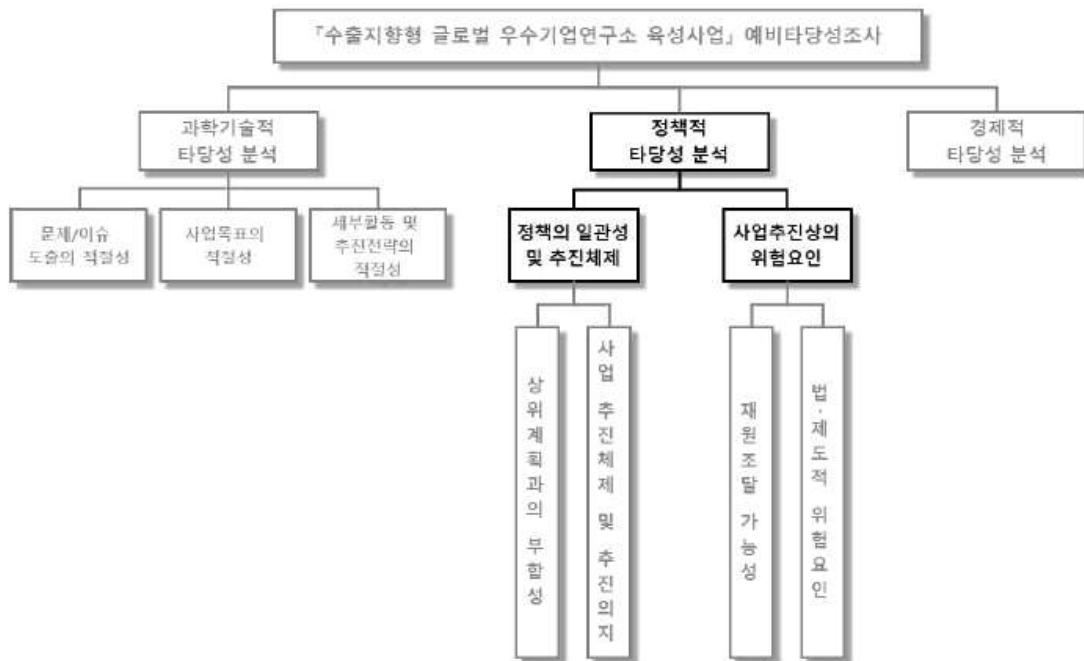 『수출지향형 글로벌 우수기업연구소 육성사업』 예비타당성조사
과학기술적
타당성 분석
정책적
타당성 분석
경제적
타당성 분석
문제/이슈
도출의 적절성
사업목표의
적절성
세부활동 및
추진전략의
적절성
정책의 일관성
및 추진체제
사업추진상의
위험요인
상위계획과의 부합성
사업 추진체제 및 추진의지
재원조달 가능성
법·제도적 위험요인